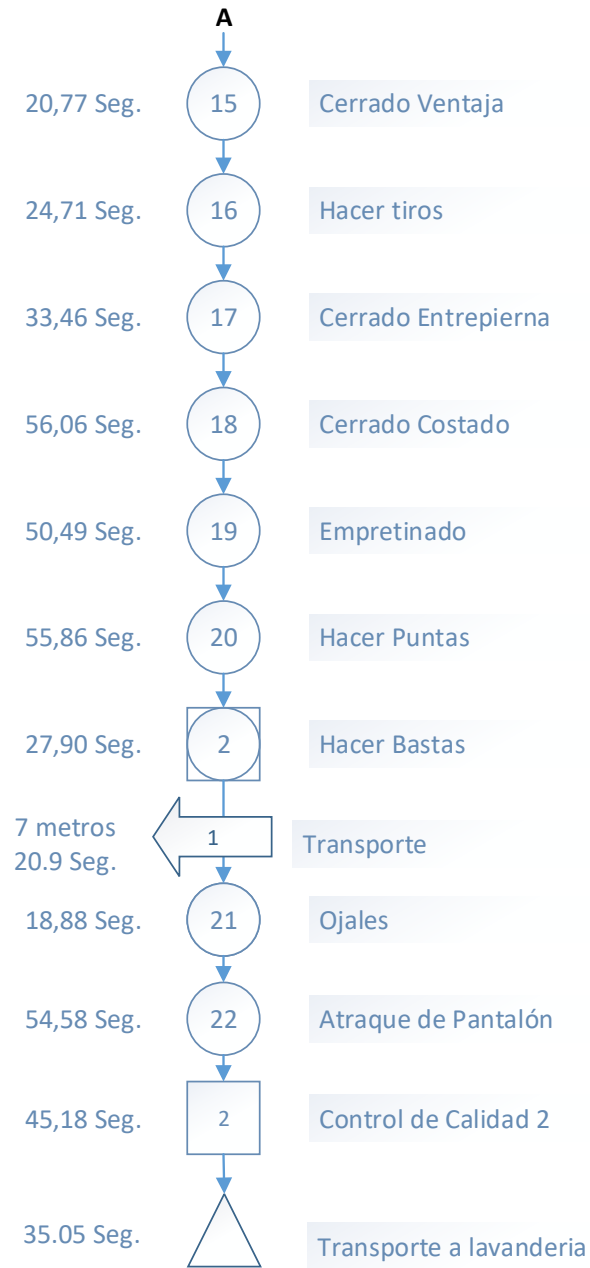 A
20,77 Seg. 15 Cerrado Ventaja
24,71 Seg. 16 Hacer tiros
33,46 Seg. 17 Cerrado Entrepierna
56,06 Seg. 18 Cerrado Costado
50,49 Seg. 19 Empretinado
55,86 Seg. 20 Hacer Puntas
27,90 Seg. 2 Hacer Bastas
7 metros
20.9 Seg. 1 Transporte
18,88 Seg. 21 Ojales
54,58 Seg. 22 Atraque de Pantalón
45,18 Seg. 2 Control de Calidad 2
35.05 Seg. Transporte a lavanderia